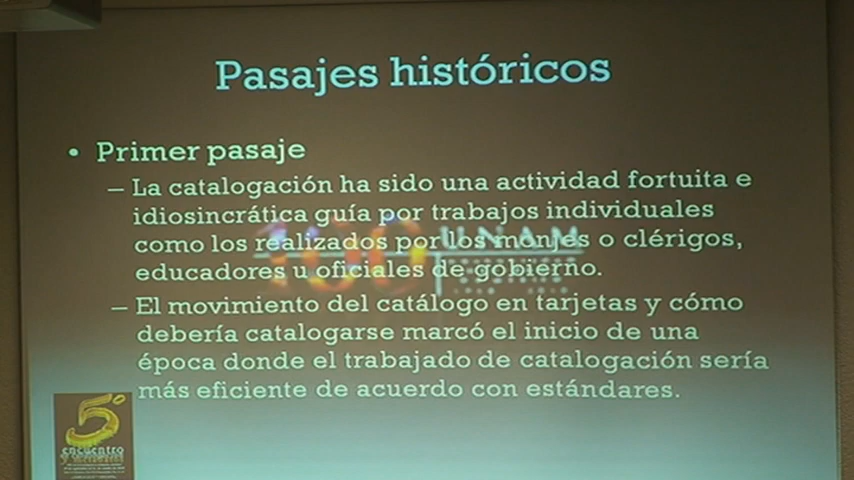 Pasajes históricos
• Primer pasaje
– La catalogación ha sido una actividad fortuita e
idiosincrática guía por trabajos individuales
como los realizados por los monjes o clérigos,
educadores u oficiales de gobierno.
– El movimiento del catálogo en tarjetas y cómo
debería catalogarse marcó el inicio de una
época donde el trabajado de catalogación sería
más eficiente de acuerdo con estándares.
100 UNAM
5º
encuentro